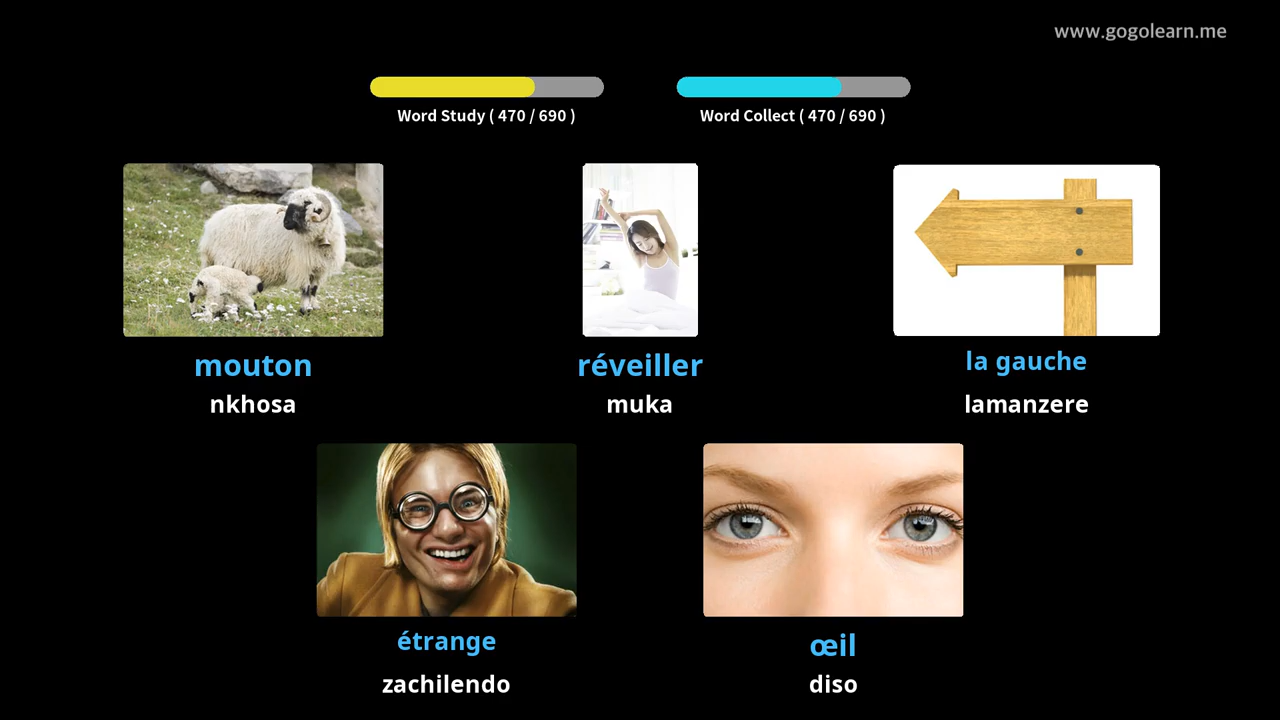 www.gogolearn.me
Word Study ( 470 / 690 )
Word Collect ( 470 / 690 )
mouton
nkhosa
réveiller
muka
la gauche
lamanzere
étrange
zachilendo
œil
diso